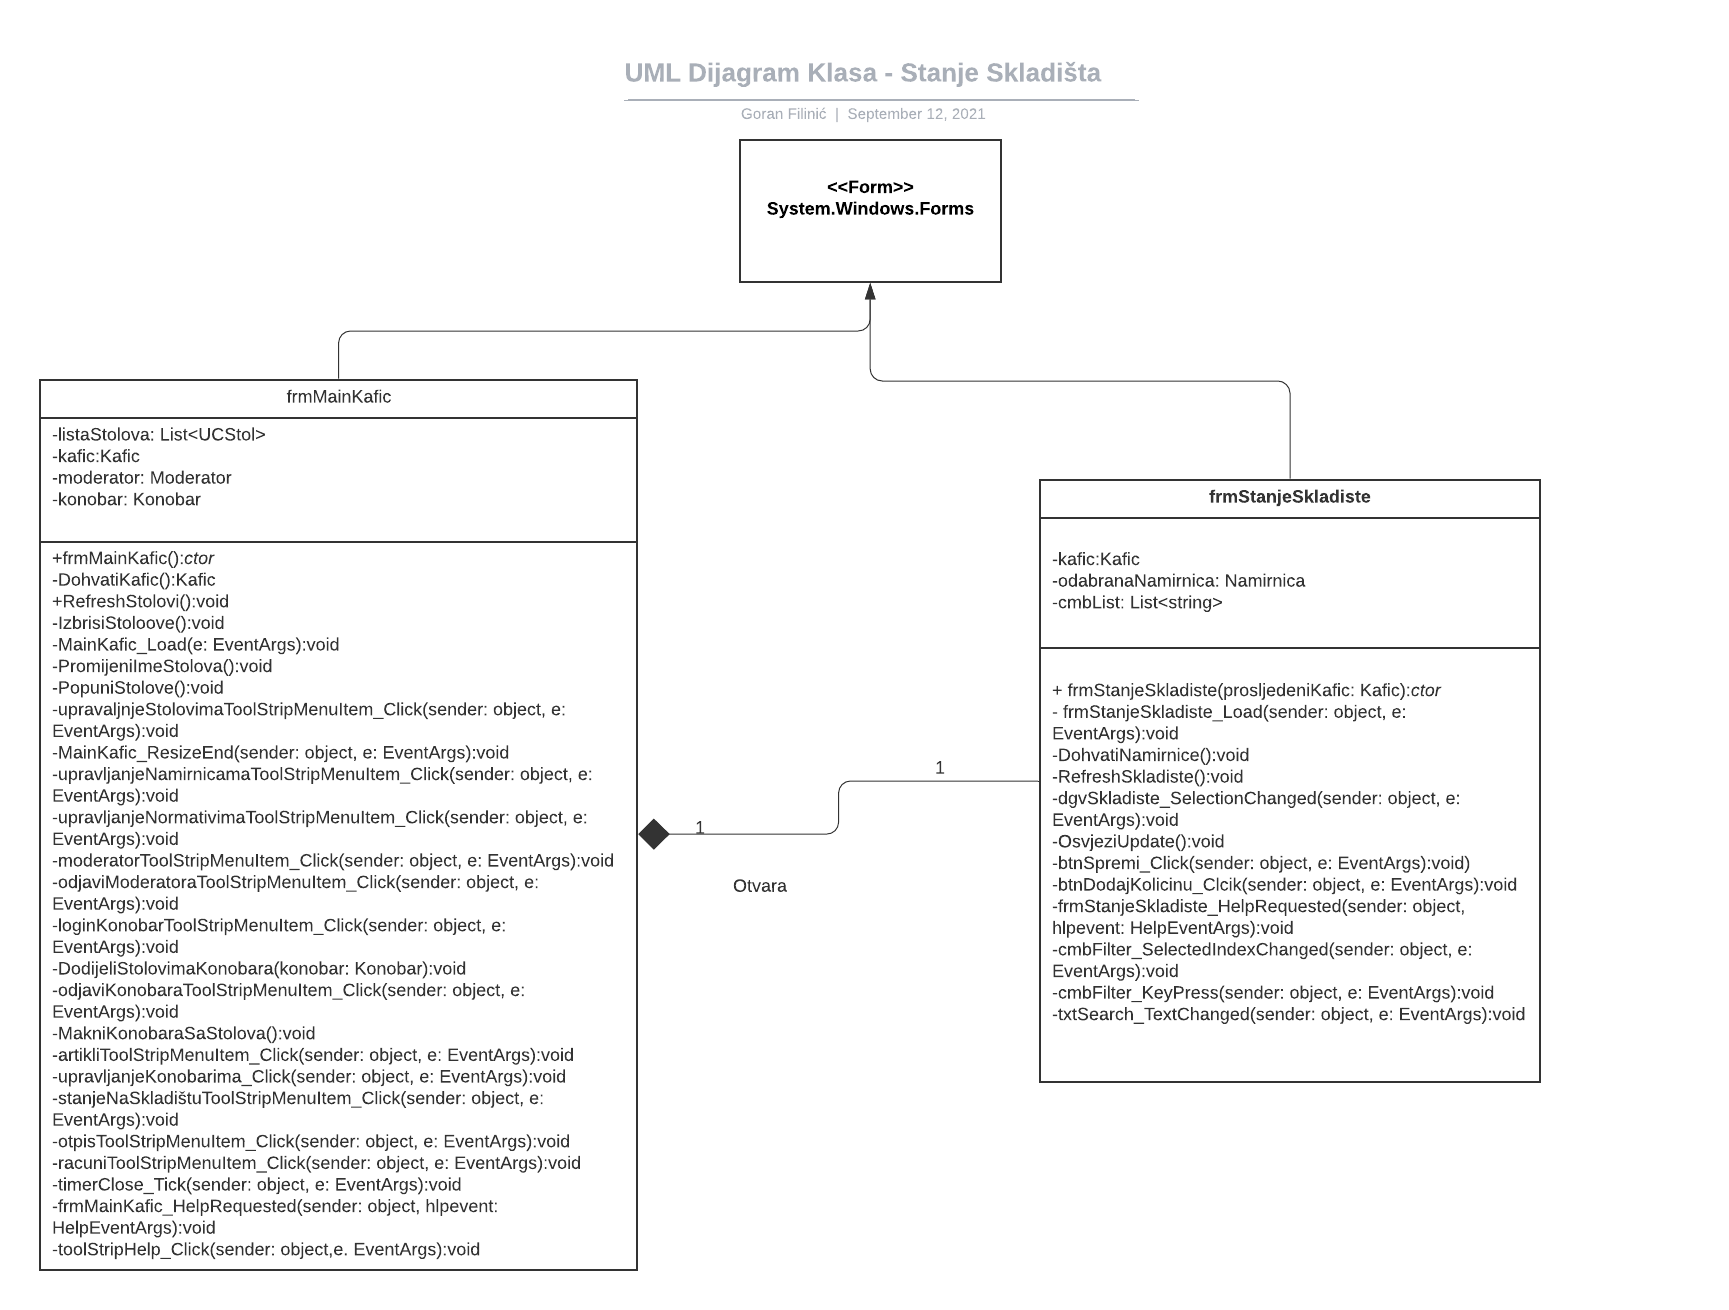 UML Dijagram Klasa - Stanje Skladišta
Goran Filinić | September 12, 2021
<<Form>>
System.Windows.Forms
frmMainKafic
-listaStolova: List<UCStol>
-kafic:Kafic
-moderator: Moderator
-konobar: Konobar
+frmMainKafic():ctor
-DohvatiKafic():Kafic
+RefreshStolovi():void
-IzbrisiStoloove():void
-MainKafic_Load(e: EventArgs):void
-PromijeniImeStolova():void
-PopuniStolove():void
-upravaljnjeStolovimaToolStripMenuItem_Click(sender: object, e:
EventArgs):void
-MainKafic_ResizeEnd(sender: object, e: EventArgs):void
-upravljanjeNamirnicamaToolStripMenuItem_Click(sender: object, e:
EventArgs):void
-upravljanjeNormativimaToolStripMenuItem_Click(sender: object, e:
EventArgs):void
-moderatorToolStripMenuItem_Click(sender: object, e: EventArgs):void
-odjaviModeratoraToolStripMenuItem_Click(sender: object, e:
EventArgs):void
-loginKonobarToolStripMenuItem_Click(sender: object, e:
EventArgs):void
-DodijeliStolovimaKonobara(konobar: Konobar):void
-odjaviKonobaraToolStripMenuItem_Click(sender: object, e:
EventArgs):void
-MakniKonobaraSaStolova():void
-artikliToolStripMenuItem_Click(sender: object, e: EventArgs):void
-upravljanjeKonobarima_Click(sender: object, e: EventArgs):void
-stanjeNaSkladištuToolStripMenuItem_Click(sender: object, e:
EventArgs):void
-otpisToolStripMenuItem_Click(sender: object, e: EventArgs):void
-racuniToolStripMenuItem_Click(sender: object, e: EventArgs):void
-timerClose_Tick(sender: object, e: EventArgs):void
-frmMainKafic_HelpRequested(sender: object, hlpevent:
HelpEventArgs):void
-toolStripHelp_Click(sender: object,e. EventArgs):void
1
1
Otvara
frmStanjeSkladiste
-kafic:Kafic
-odabranaNamirnica: Namirnica
-cmbList: List<string>
+ frmStanjeSkladiste(prosljedeniKafic: Kafic):ctor
- frmStanjeSkladiste_Load(sender: object, e:
EventArgs):void
-DohvatiNamirnice():void
-RefreshSkladiste():void
-dgvSkladiste_SelectionChanged(sender: object, e:
EventArgs):void
-OsvjeziUpdate():void
-btnSpremi_Click(sender: object, e: EventArgs):void)
-btnDodajKolicinu_Clcik(sender: object, e: EventArgs):void
-frmStanjeSkladiste_HelpRequested(sender: object,
hlpevent: HelpEventArgs):void
-cmbFilter_SelectedIndexChanged(sender: object, e:
EventArgs):void
-cmbFilter_KeyPress(sender: object, e: EventArgs):void
-txtSearch_TextChanged(sender: object, e: EventArgs):void